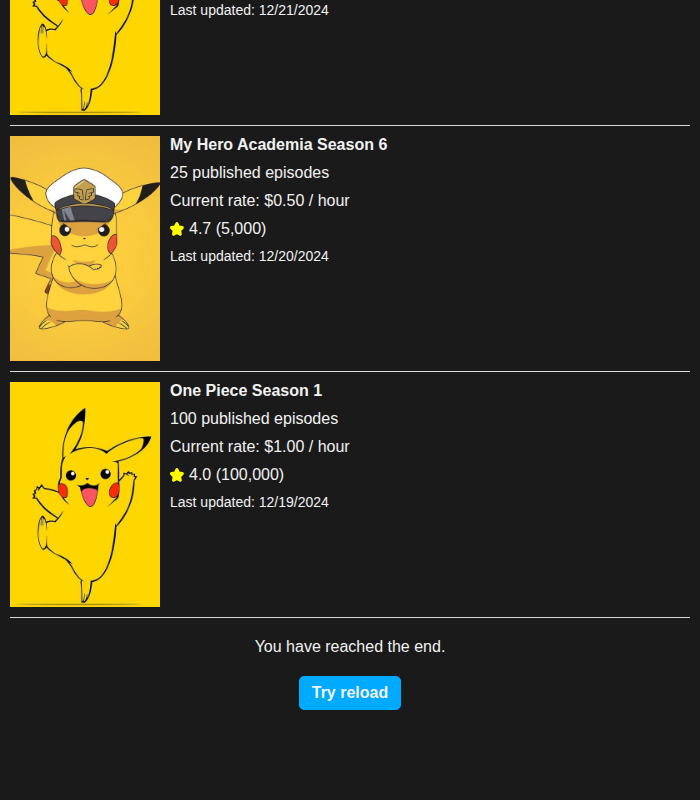 Last updated: 12/21/2024
My Hero Academia Season 6
25 published episodes
Current rate: $0.50 / hour
4.7 (5,000)
Last updated: 12/20/2024
One Piece Season 1
100 published episodes
Current rate: $1.00 / hour
4.0 (100,000)
Last updated: 12/19/2024
You have reached the end.
Try reload